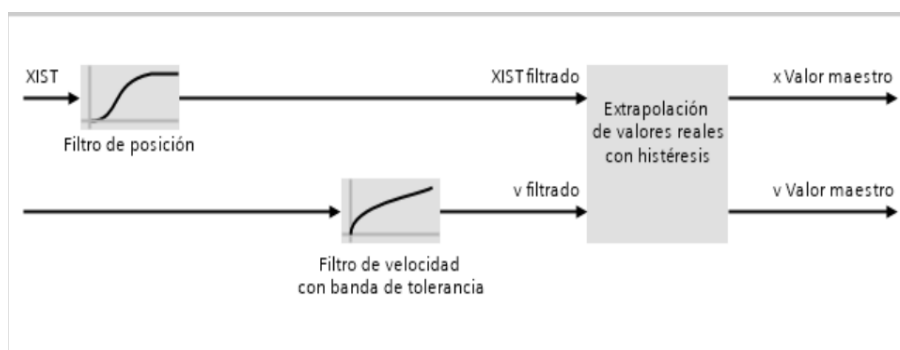 XIST
Filtro de posición
XIST filtrado
Extrapolación
de valores reales
con histéresis
x Valor maestro
v filtrado
v Valor maestro
Filtro de velocidad
con banda de tolerancia